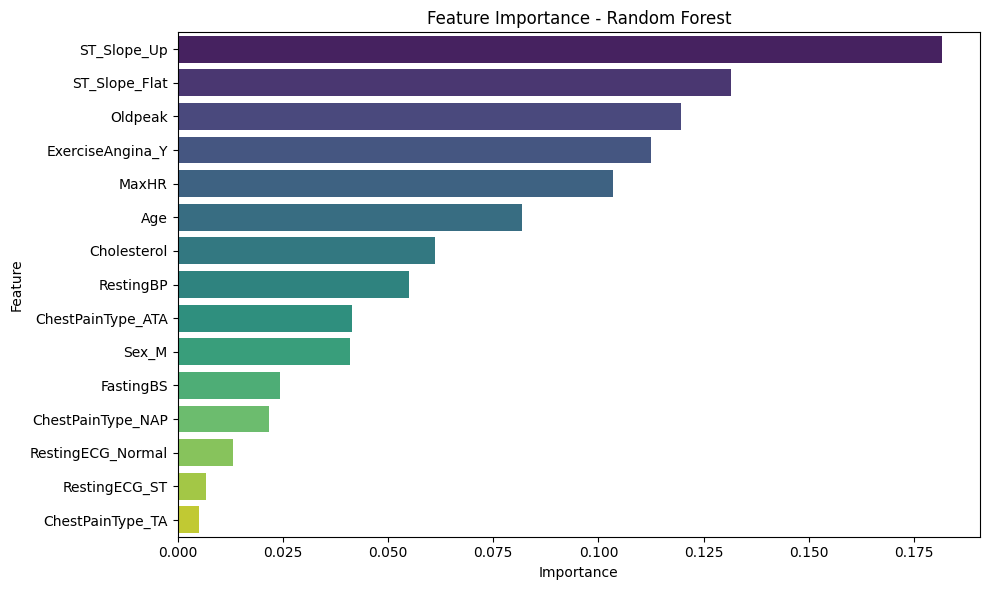 Feature Importance - Random Forest
ST_Slope_Up
ST_Slope_Flat
Oldpeak
ExerciseAngina_Y
MaxHR
Age
Cholesterol
RestingBP
ChestPainType_ATA
Sex_M
FastingBS
ChestPainType_NAP
RestingECG_Normal
RestingECG_ST
ChestPainType_TA
Feature
0.000 0.025 0.050 0.075 0.100 0.125 0.150 0.175
Importance